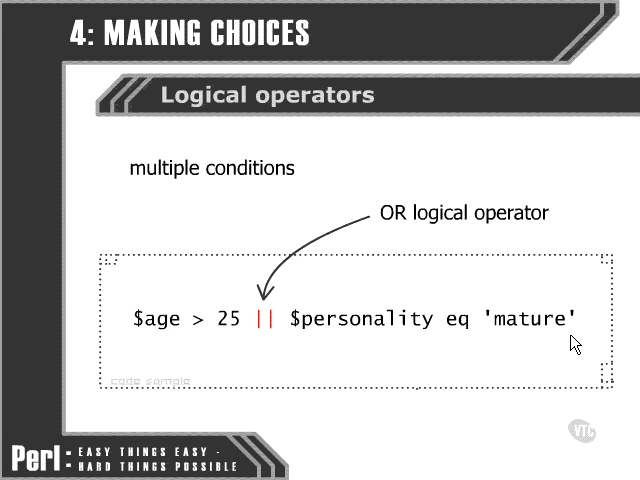 4: MAKING CHOICES
Logical operators
multiple conditions
OR logical operator
$age > 25 || $personality eq 'mature'
code sample
VTC
Perl: EASY THINGS EASY -
HARD THINGS POSSIBLE